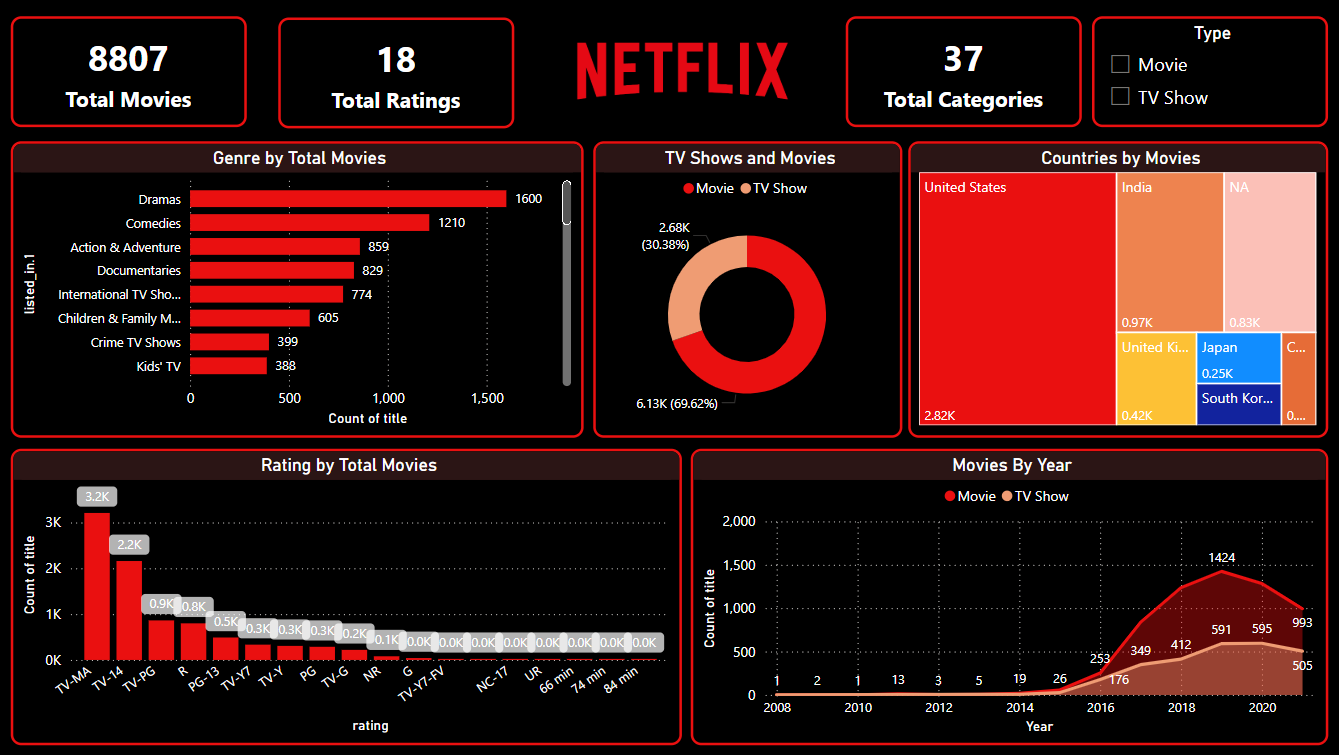 8807
Total Movies
18
Total Ratings
NETFLIX
37
Total Categories
Type
Movie
TV Show
Genre by Total Movies
listed_in.1
Dramas 1600
Comedies 1210
Action & Adventure 859
Documentaries 829
International TV Sho... 774
Children & Family M... 605
Crime TV Shows 399
Kids' TV 388
0 500 1,000 1,500
Count of title
TV Shows and Movies
Movie TV Show
2.68K
(30.38%)
6.13K (69.62%)
Countries by Movies
United States
2.82K
India
0.97K
NA
0.83K
United Ki...
0.42K
Japan
0.25K
South Kor...
C...
0....
Rating by Total Movies
Count of title
3K
2K
1K
0K
3.2K 2.2K 0.9K 0.8K 0.5K 0.3K 0.3K 0.3K 0.2K 0.1K 0.0K 0.0K 0.0K 0.0K 0.0K 0.0K 0.0K 0.0K
TV-MA TV-14 TV-PG R PG-13 TV-Y7 TV-Y PG TV-G NR G TV-Y7-FV NC-17 UR 66 min 74 min 84 min
rating
Movies By Year
Movie TV Show
Count of title
2,000
1,500
1,000
500
0
1 2 1 13 3 5 19 26 253 1424 993
176 349 412 591 595 505
2008 2010 2012 2014 2016 2018 2020
Year